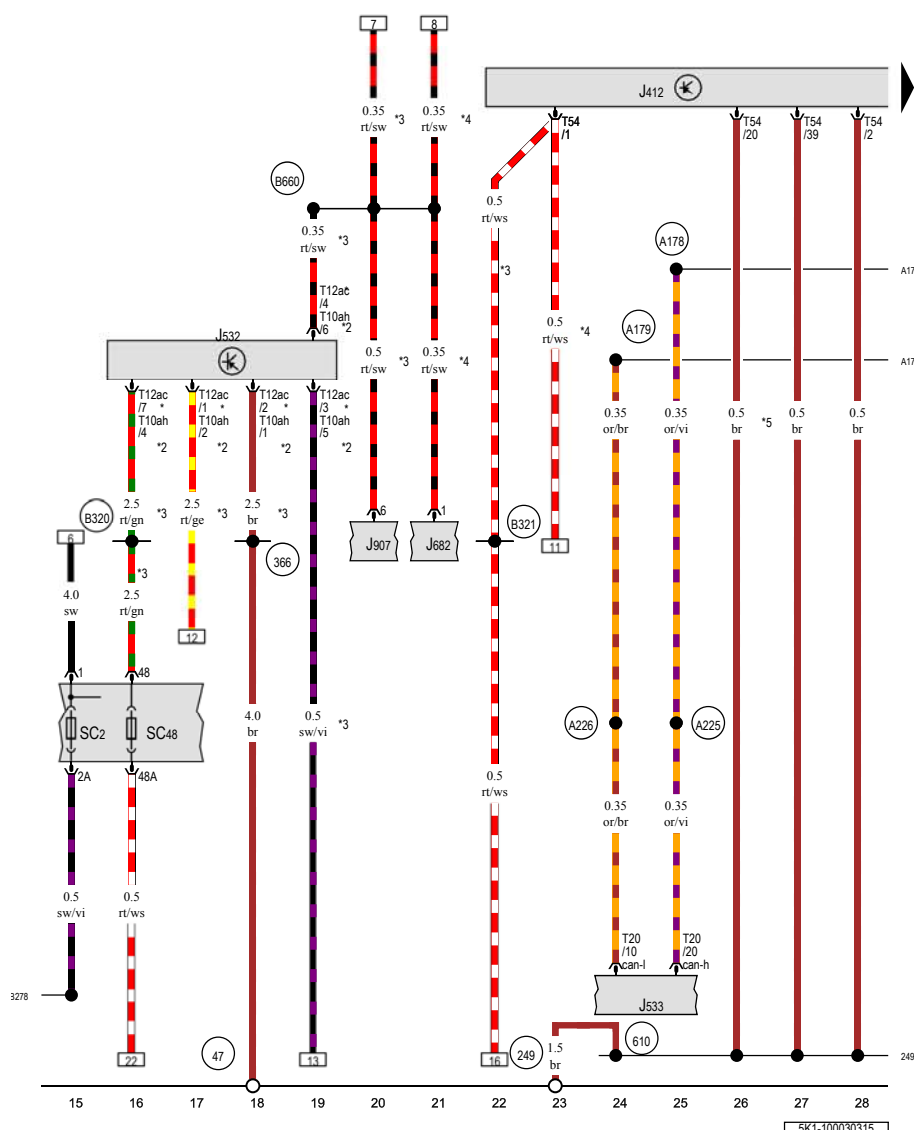 7
8
J412
0.35
rt/sw
*3
0.35
rt/sw
*4
T54
/1
T54
/20
T54
/39
T54
/2
B660
0.5
rt/ws
0.35
rt/sw
*3
A178
*3
T12ac
/4
T10ah
/6
*
*2
0.5
rt/ws
*4
A179
J532
0.5
rt/sw
*3
0.35
rt/sw
*4
T12ac
/7
*
T10ah
/4
*2
T12ac
/1
*
T10ah
/2
*2
T12ac
/2
*
T10ah
/1
*2
T12ac
/3
*
T10ah
/5
*2
0.35
or/br
0.35
or/vi
0.5
br
*5
0.5
br
0.5
br
B320
2.5
rt/gn
*3
2.5
rt/ge
*3
2.5
br
*3
6
1
B321
6
J907
J682
11
366
*3
4.0
sw
2.5
rt/gn
12
1
48
SC2
SC48
4.0
br
0.5
sw/vi
*3
A226
A225
2A
48A
0.5
rt/ws
0.35
or/br
0.35
or/vi
0.5
sw/vi
0.5
rt/ws
T20
/10
can-l
T20
/20
can-h
J533
22
47
13
16
249
1.5
br
610
249
15
16
17
18
19
20
21
22
23
24
25
26
27
28
5K1-100030315